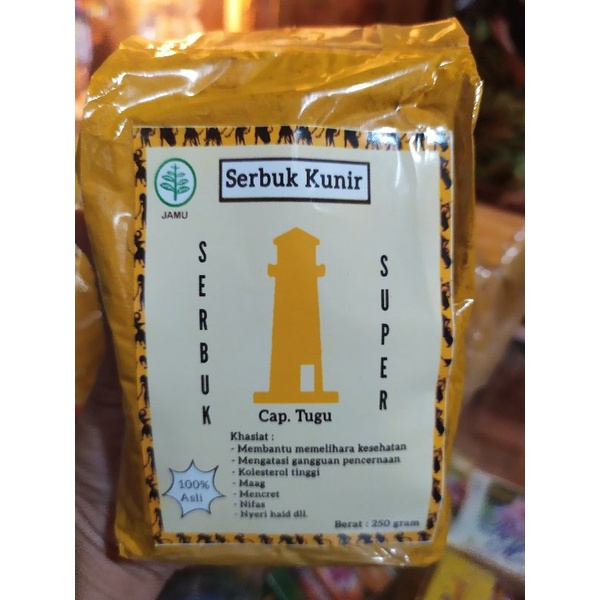 Serbuk Kunir
JAMU
SERBUK
SUPER
Cap. Tugu
Khasiat :
- Membantu memelihara kesehatan
- Mengatasi gangguan pencernaan
- Kolesterol tinggi
- Maag
- Mencret
- Nifas
- Nyeri haid dll.
100%
Asli
Berat : 250 gram